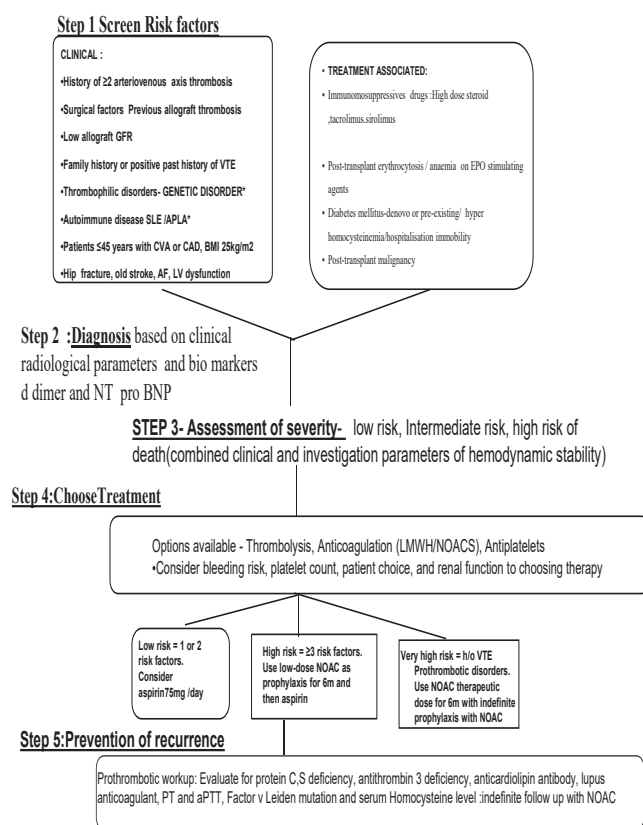 Step 1 Screen Risk factors
CLINICAL :
•History of ≥2 arteriovenous axis thrombosis
•Surgical factors Previous allograft thrombosis
•Low allograft GFR
•Family history or positive past history of VTE
•Thrombophilic disorders- GENETIC DISORDER*
•Autoimmune disease SLE /APLA*
•Patients ≤45 years with CVA or CAD, BMI 25kg/m2
•Hip fracture, old stroke, AF, LV dysfunction
• TREATMENT ASSOCIATED:
• Immunomosuppressives drugs :High dose steroid
,tacrolimus.sirolimus
• Post-transplant erythrocytosis / anaemia on EPO stimulating
agents
• Diabetes mellitus-denovo or pre-existing/ hyper
homocysteinemia/hospitalisation immobility
• Post-transplant malignancy
Step 2 :Diagnosis based on clinical
radiological parameters and bio markers
d dimer and NT pro BNP
STEP 3- Assessment of severity- low risk, Intermediate risk, high risk of
death(combined clinical and investigation parameters of hemodynamic stability)
Step 4:ChooseTreatment
Options available - Thrombolysis, Anticoagulation (LMWH/NOACS), Antiplatelets
•Consider bleeding risk, platelet count, patient choice, and renal function to choosing therapy
Low risk = 1 or 2
risk factors.
Consider
aspirin75mg /day
High risk = ≥3 risk factors.
Use low-dose NOAC as
prophylaxis for 6m and
then aspirin
Very high risk = h/o VTE
Prothrombotic disorders.
Use NOAC therapeutic
dose for 6m with indefinite
prophylaxis with NOAC
Step 5:Prevention of recurrence
Prothrombotic workup: Evaluate for protein C,S deficiency, antithrombin 3 deficiency, anticardiolipin antibody, lupus
anticoagulant, PT and aPTT, Factor v Leiden mutation and serum Homocysteine level :indefinite follow up with NOAC